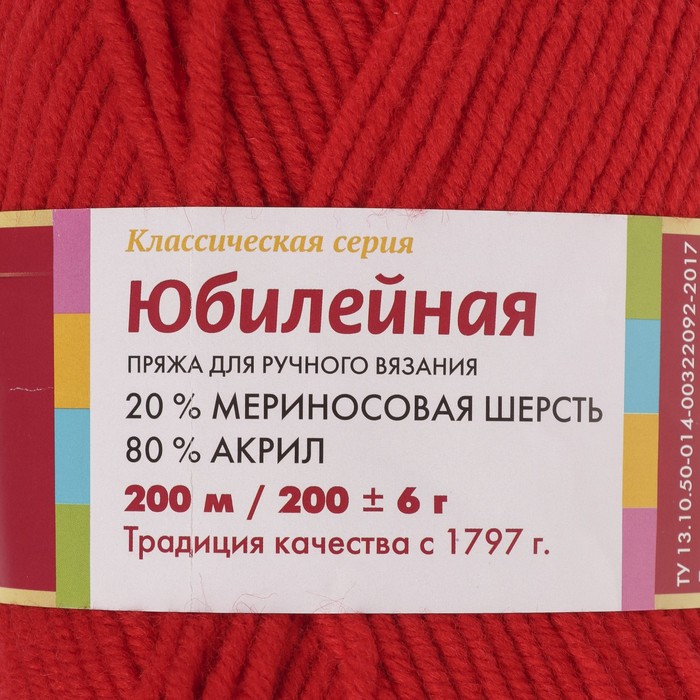 Классическая серия
Юбилейная
ПРЯЖА ДЛЯ РУЧНОГО ВЯЗАНИЯ
20 % МЕРИНОСОВАЯ ШЕРСТЬ
80 % АКРИЛ
200 м / 200 ± 6 г
Традиция качества с 1797 г.
ТУ 13.10.50-014-00322092-2017